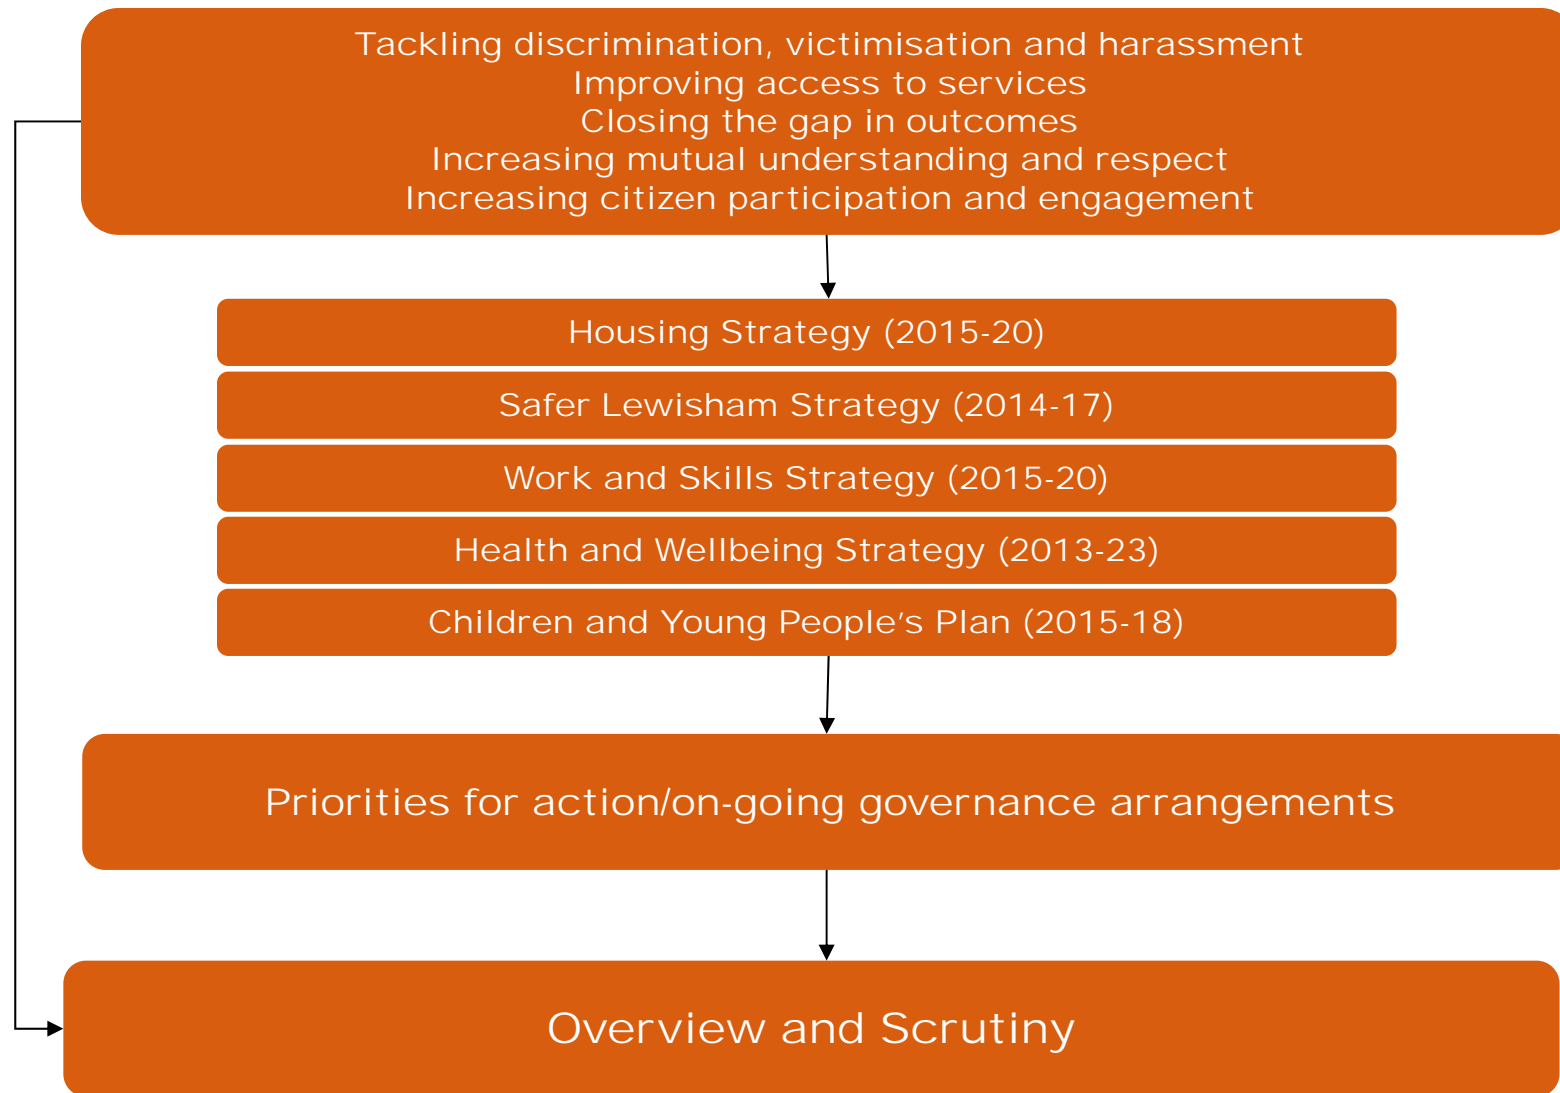 Tackling discrimination, victimisation and harassment
Improving access to services
Closing the gap in outcomes
Increasing mutual understanding and respect
Increasing citizen participation and engagement
Housing Strategy (2015-20)
Safer Lewisham Strategy (2014-17)
Work and Skills Strategy (2015-20)
Health and Wellbeing Strategy (2013-23)
Children and Young People’s Plan (2015-18)
Priorities for action/on-going governance arrangements
Overview and Scrutiny